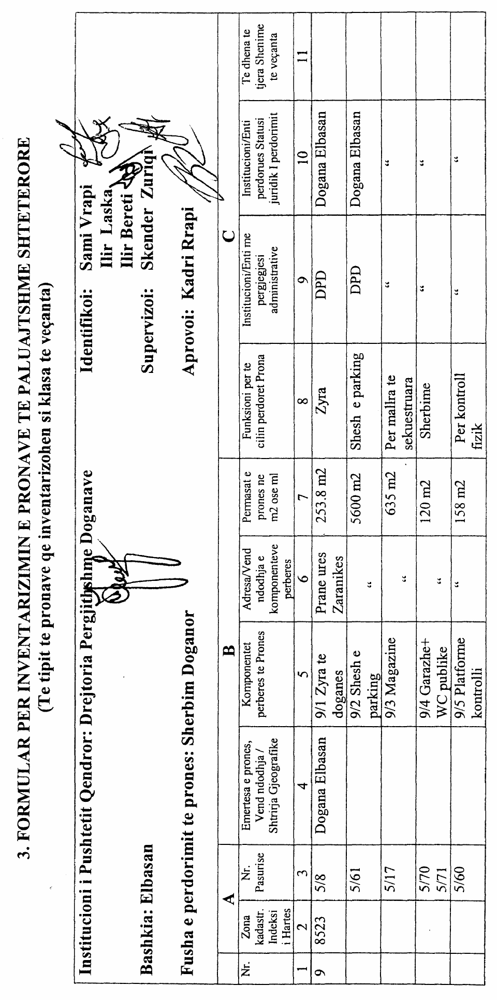 3. FORMULAR PER INVENTARIZIMIN E PRONAVE TE PALUAJTSHME SHTETERORE
(Te tipit te pronave qe inventarizohen si klasa te veçanta)
Institucioni i Pushtetit Qendror: Drejtoria Pergjithshme Doganave
Identifikoi: Sami Vrapi
Ilir Laska
Ilir Bereti
Bashkia: Elbasan
Supervizoi: Skender Zuriqi
Fusha e perdorimit te prones: Sherbim Doganor
Aprovoi: Kadri Rrapi
A B C
Nr.
Zona
kadastr.
Indeksi
i Hartes
Nr.
Pasurise
Emertesa e prones,
Vend ndodhja /
Shtrirja Gjeografike
Komponentet
perberes te Prones
Adresa/Vend
ndodhja e
komponenteve
perberes
Permasat e
prones ne
m2 ose ml
Funksioni per te
cilin perdoret Prona
Institucioni/Enti me
pergjegjesi
administrative
Institucioni/Enti
perdorues Statusi
juridik I perdorimit
Te dhena te
tjera Shenime
te veçanta
1 2 3 4 5 6 7 8 9 10 11
9 8523 5/8 Dogana Elbasan 9/1 Zyra te Prane ures 253.8 m2 Zyra DPD Dogana Elbasan
doganes Zaranikes
5/61 9/2 Shesh e 5600 m2 Shesh e parking DPD Dogana Elbasan
parking “
5/17 9/3 Magazine 635 m2 Per mallra te “ “
“ sekuestruara
5/70 9/4 Garazhe+ 120 m2 Sherbime “ “
5/71 WC publike “
5/60 9/5 Platforme “ 158 m2 Per kontroll “ “
kontrolli fizik